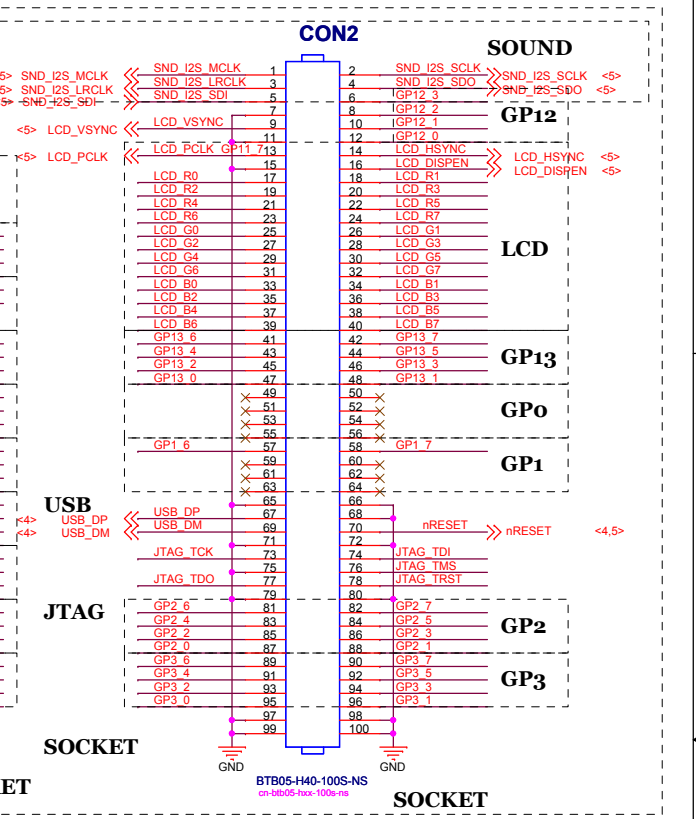 CON2
SOUND
5> SND_I2S_MCLK SND_I2S_MCLK 1 2 SND_I2S_SCLK SND_I2S_SCLK <5>
5> SND_I2S_LRCLK SND_I2S_LRCLK 3 4 SND_I2S_SDO SND_I2S_SDO <5>
5> SND_I2S_SDI SND_I2S_SDI 5 6 GP12_3
7 8 GP12_2 GP12
<5> LCD_VSYNC LCD_VSYNC 9 10 GP12_1
11 12 GP12_0
<5> LCD_PCLK LCD_PCLK GP11_7 13 14 LCD_HSYNC LCD_HSYNC <5>
15 16 LCD_DISPEN LCD_DISPEN <5>
LCD_R0 17 18 LCD_R1
LCD_R2 19 20 LCD_R3
LCD_R4 21 22 LCD_R5
LCD_R6 23 24 LCD_R7
LCD_G0 25 26 LCD_G1
LCD_G2 27 28 LCD_G3 LCD
LCD_G4 29 30 LCD_G5
LCD_G6 31 32 LCD_G7
LCD_B0 33 34 LCD_B1
LCD_B2 35 36 LCD_B3
LCD_B4 37 38 LCD_B5
LCD_B6 39 40 LCD_B7
GP13_6 41 42 GP13_7
GP13_4 43 44 GP13_5 GP13
GP13_2 45 46 GP13_3
GP13_0 47 48 GP13_1
49 50
51 52 GP0
53 54
55 56
GP1_6 57 58 GP1_7
59 60 GP1
61 62
63 64
USB 65 66
<4> USB_DP USB_DP 67 68
<4> USB_DM USB_DM 69 70 nRESET nRESET <4,5>
71 72
JTAG_TCK 73 74 JTAG_TDI
75 76 JTAG_TMS
JTAG_TDO 77 78 JTAG_TRST
79 80
JTAG GP2_6 81 82 GP2_7
GP2_4 83 84 GP2_5 GP2
GP2_2 85 86 GP2_3
GP2_0 87 88 GP2_1
GP3_6 89 90 GP3_7
GP3_4 91 92 GP3_5 GP3
GP3_2 93 94 GP3_3
GP3_0 95 96 GP3_1
97 98
SOCKET 99 100
GND GND
BTB05-H40-100S-NS
cn-btb05-hxx-100s-ns
ET SOCKET